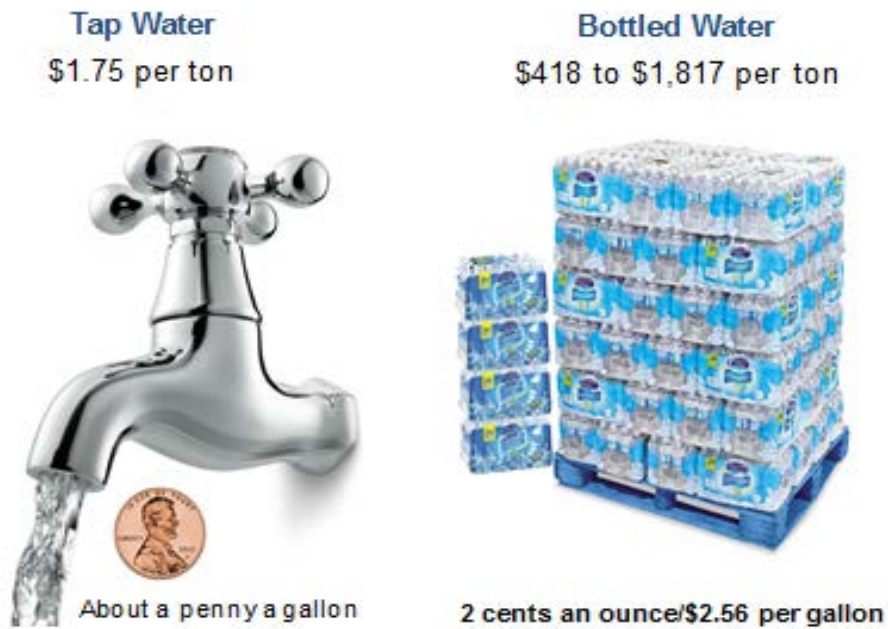 Tap Water
$1.75 per ton
About a penny a gallon
Bottled Water
$418 to $1,817 per ton
2 cents an ounce/$2.56 per gallon